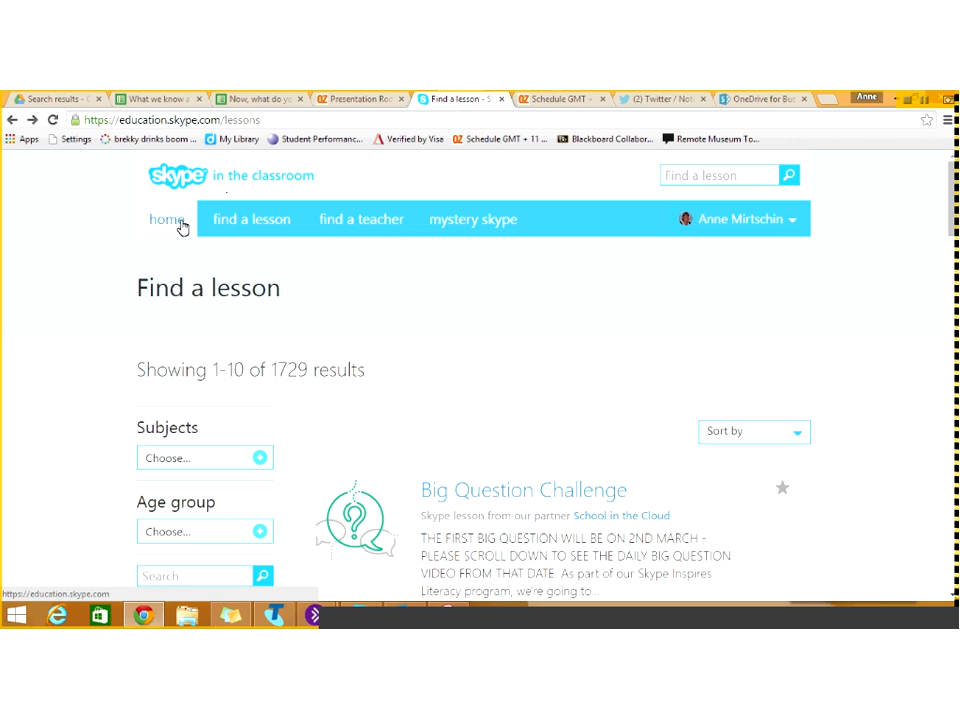 Search results - G
What we know a
Now, what do yo
OZ Presentation Roo
Find a lesson - S
OZ Schedule GMT +
(2) Twitter / Noti
OneDrive for Bus
Anne
https://education.skype.com/lessons
Apps
Settings
brekky drinks boom ...
My Library
Student Performanc...
Verified by Visa
OZ Schedule GMT + 11 ...
Bb Blackboard Collabor...
Remote Museum To...
skype in the classroom
Find a lesson
home
find a lesson
find a teacher
mystery skype
Anne Mirtschin
Find a lesson
Showing 1-10 of 1729 results
Subjects
Sort by
Choose...
Big Question Challenge
Age group
Skype lesson from our partner School in the Cloud
Choose...
THE FIRST BIG QUESTION WILL BE ON 2ND MARCH -
PLEASE SCROLL DOWN TO SEE THE DAILY BIG QUESTION
VIDEO FROM THAT DATE. As part of our Skype Inspires
Search
Literacy program, we're going to...
https://education.skype.com